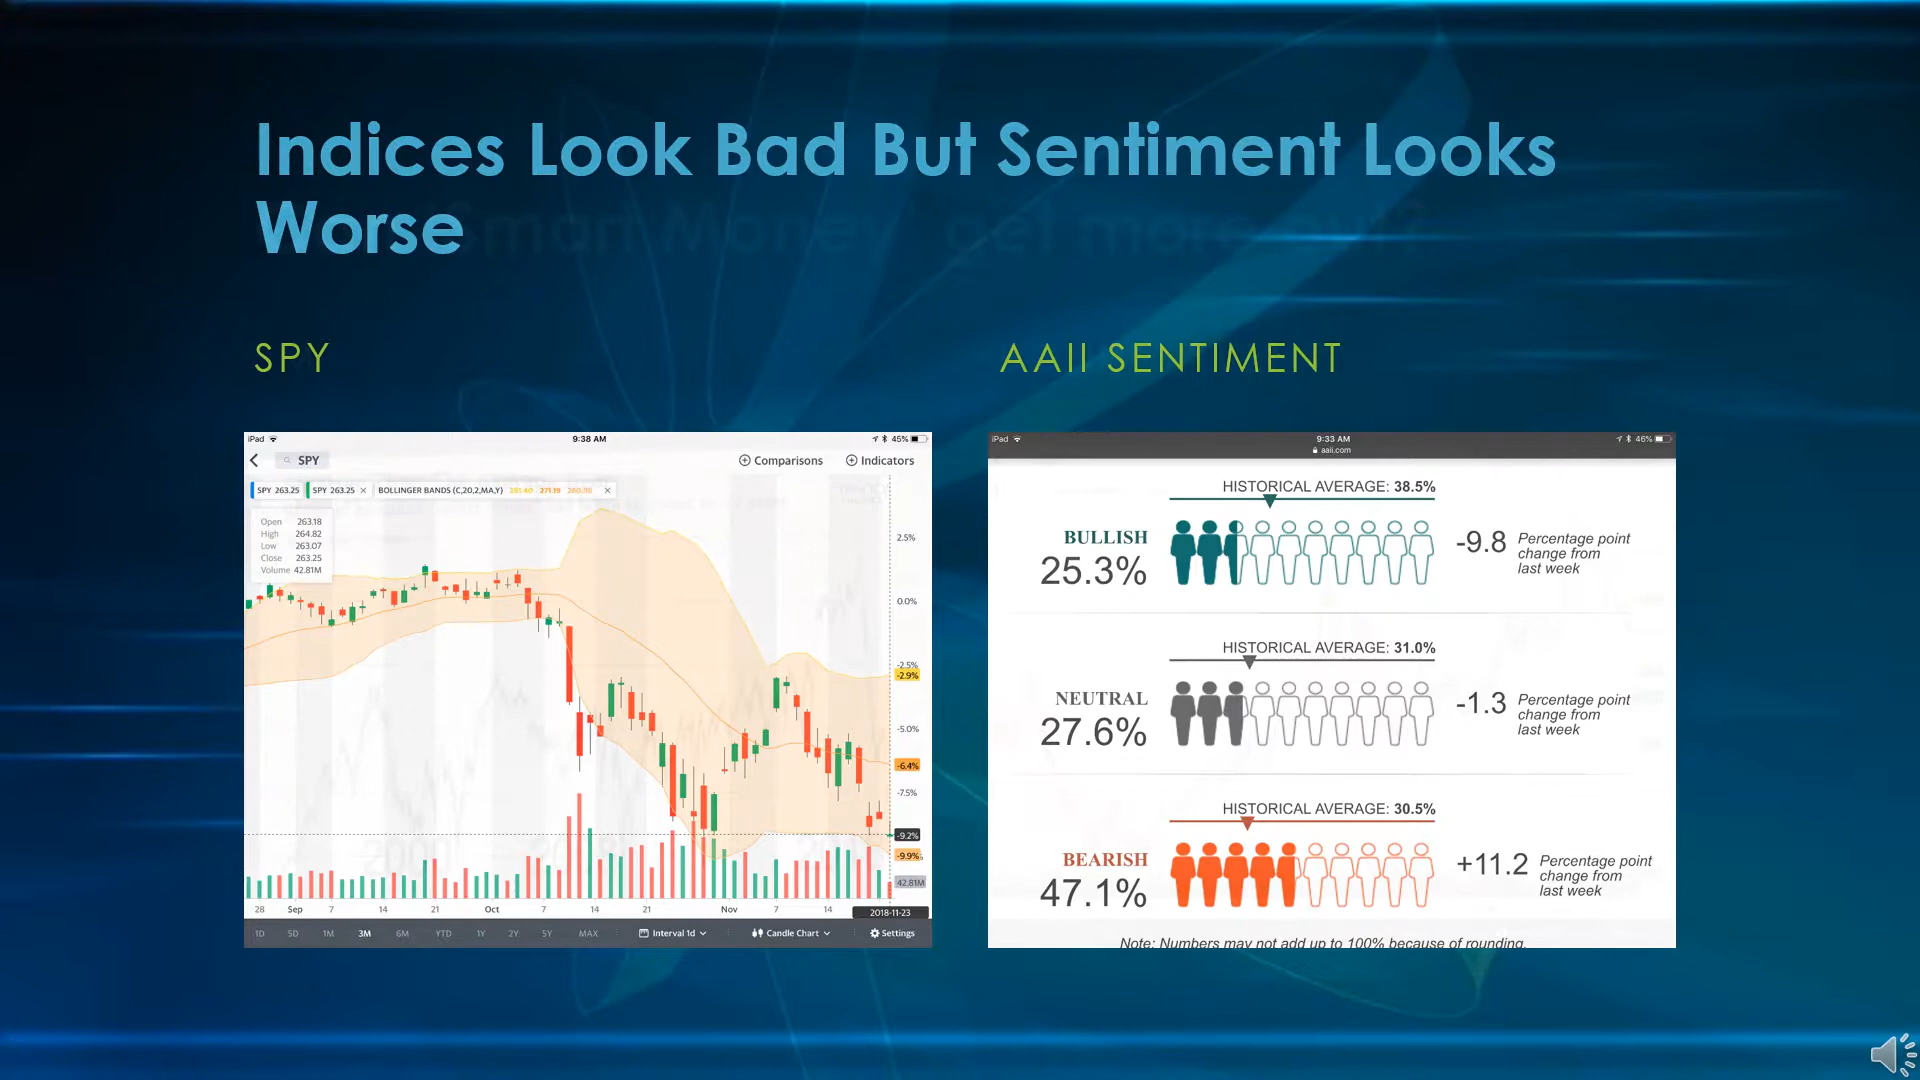 Indices Look Bad But Sentiment Looks
Worse
SPY
AAII SENTIMENT
iPad
9:38 AM
45%
SPY
Comparisons
Indicators
SPY 263.25
SPY 263.25
BOLLINGER BANDS (C,20,2,MA,Y)
271.19
Open 263.18
High 264.82
Low 263.07
Close 263.25
Volume 42.81M
2.5%
0.0%
-2.5%
-2.9%
-5.0%
-6.4%
-7.5%
-9.2%
-9.9%
42.81M
28 Sep 7 14 21 Oct 7 14 21 Nov 7 14
2018-11-23
1D 5D 1M 3M 6M YTD 1Y 2Y 5Y MAX
Interval 1d
Candle Chart
Settings
iPad
9:33 AM
46%
aaii.com
HISTORICAL AVERAGE: 38.5%
BULLISH
25.3%
-9.8
Percentage point
change from
last week
HISTORICAL AVERAGE: 31.0%
NEUTRAL
27.6%
-1.3
Percentage point
change from
last week
HISTORICAL AVERAGE: 30.5%
BEARISH
47.1%
+11.2
Percentage point
change from
last week
Note: Numbers may not add up to 100% because of rounding.